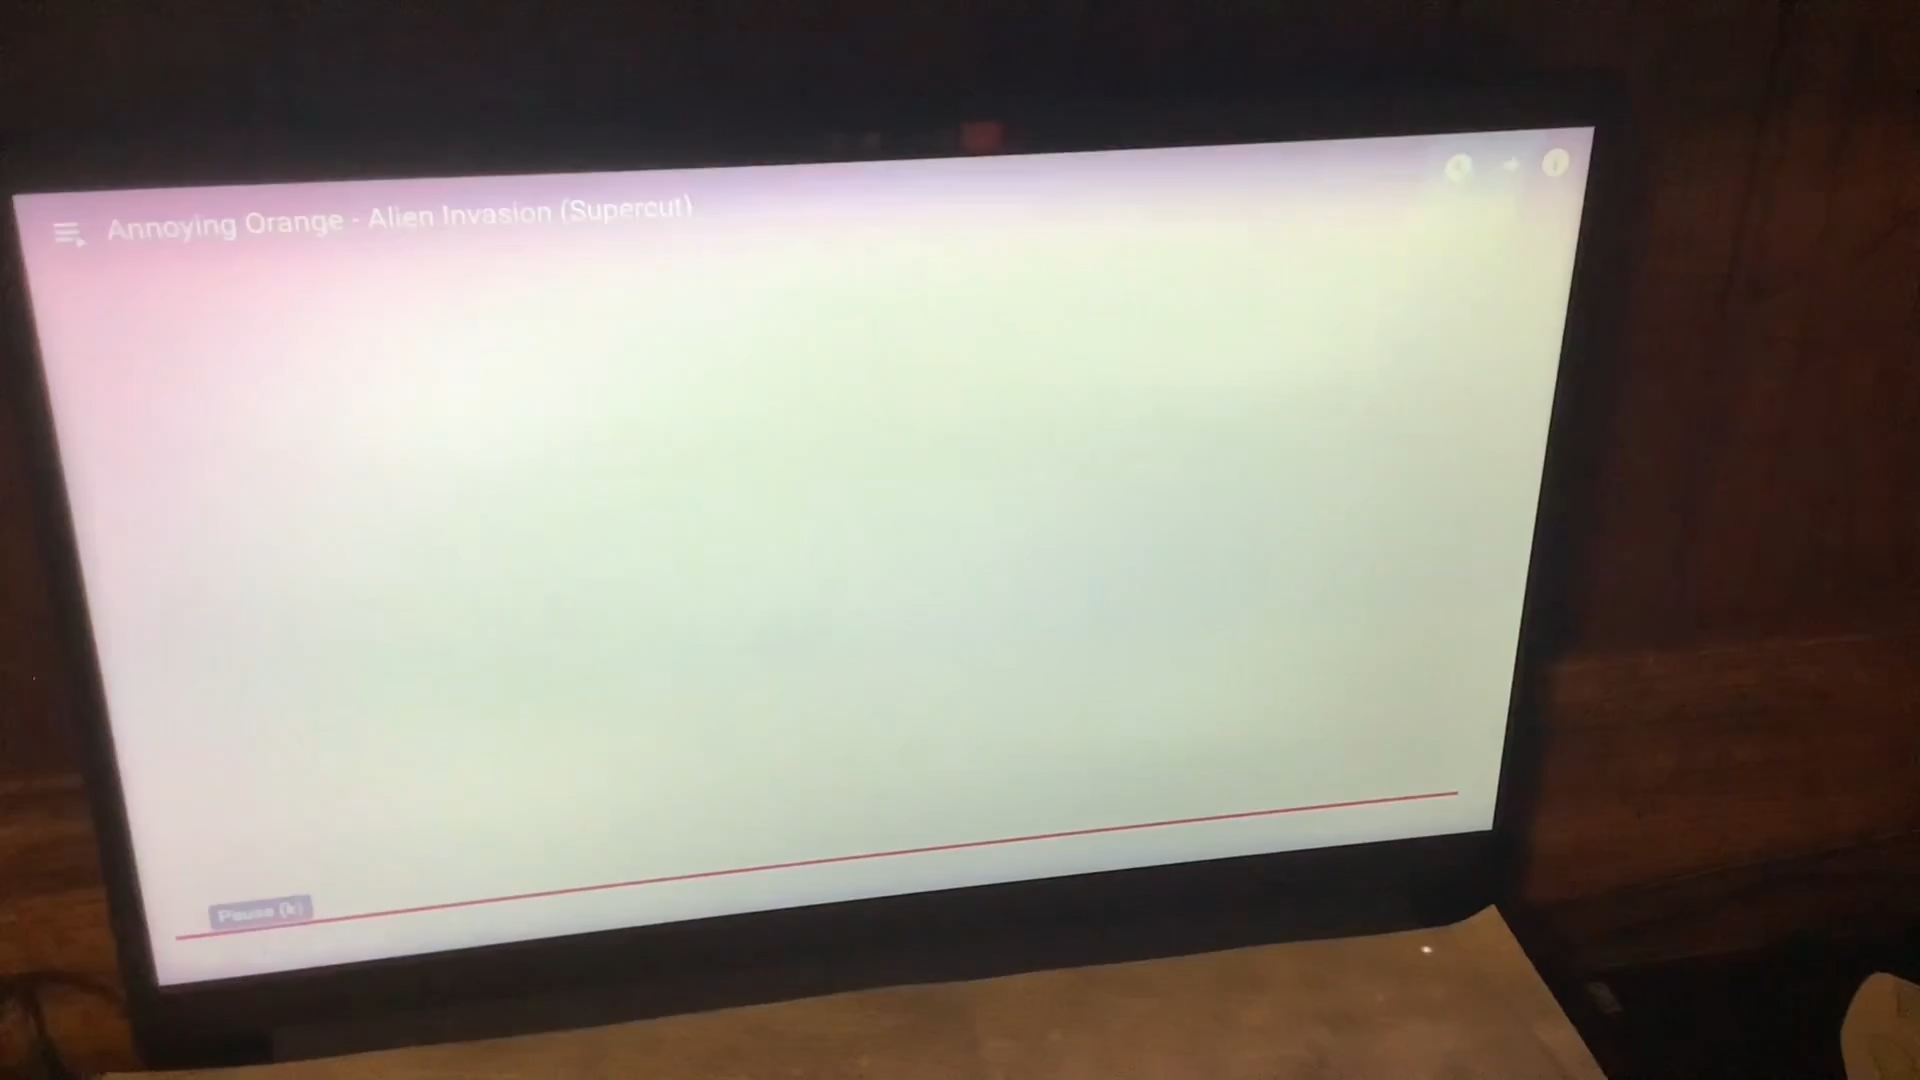 Annoying Orange - Alien Invasion (Supercut)
Pause (k)